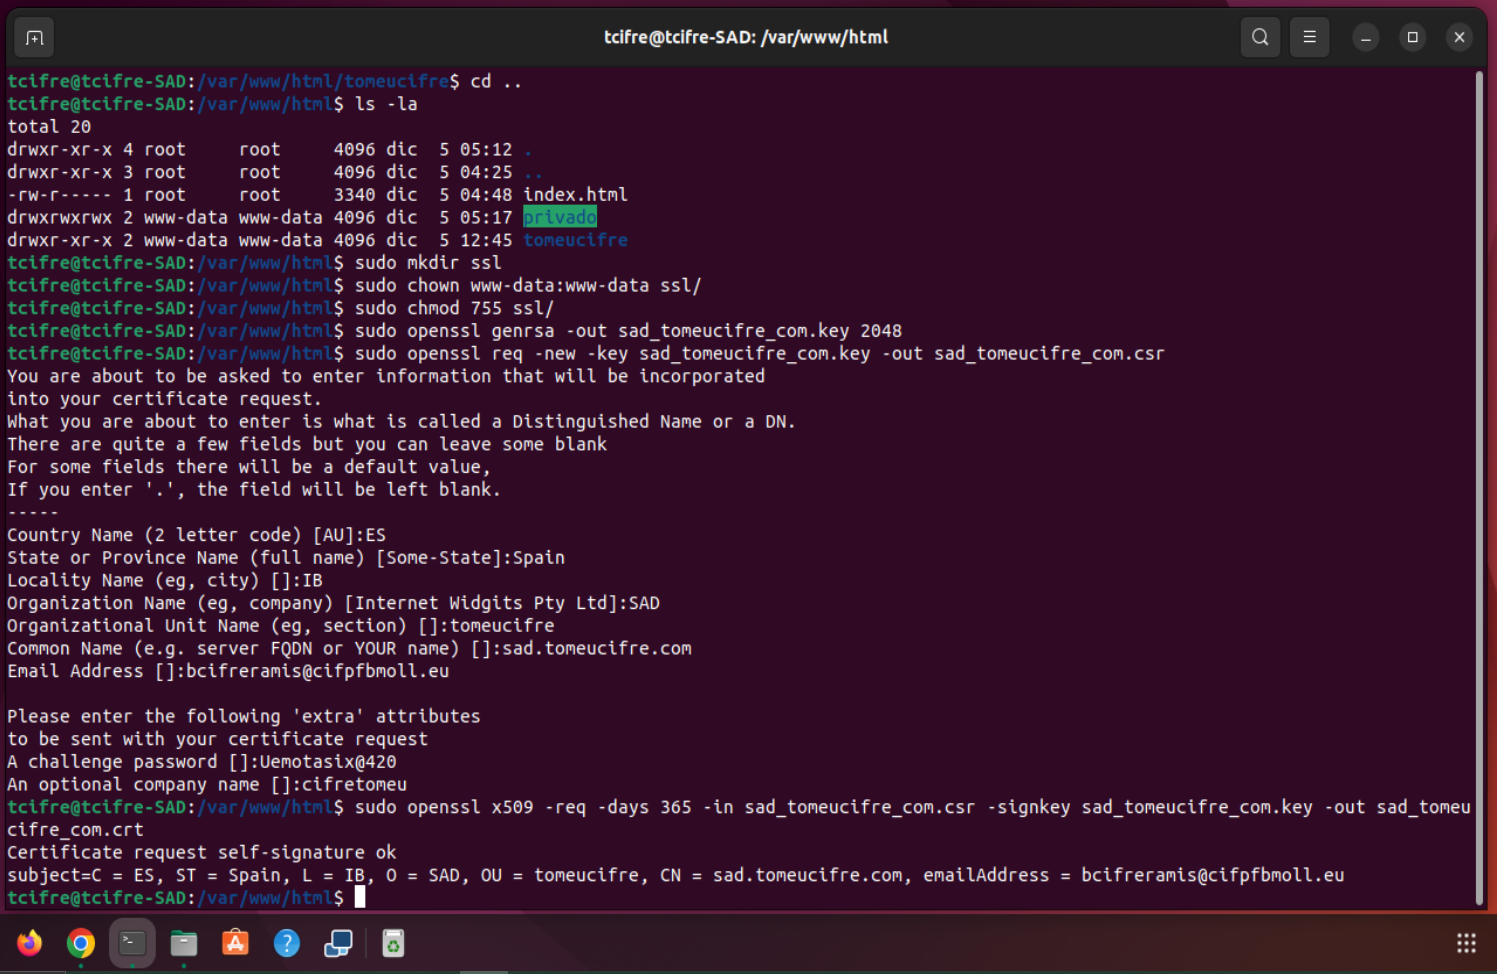 tcifre@tcifre-SAD: /var/www/html
tcifre@tcifre-SAD:/var/www/html/tomeucifre$ cd ..
tcifre@tcifre-SAD:/var/www/html$ ls -la
total 20
drwxr-xr-x 4 root     root     4096 dic  5 05:12 .
drwxr-xr-x 3 root     root     4096 dic  5 04:25 ..
-rw-r----- 1 root     root     3340 dic  5 04:48 index.html
drwxrwxrwx 2 www-data www-data 4096 dic  5 05:17 privado
drwxr-xr-x 2 www-data www-data 4096 dic  5 12:45 tomeucifre
tcifre@tcifre-SAD:/var/www/html$ sudo mkdir ssl
tcifre@tcifre-SAD:/var/www/html$ sudo chown www-data:www-data ssl/
tcifre@tcifre-SAD:/var/www/html$ sudo chmod 755 ssl/
tcifre@tcifre-SAD:/var/www/html$ sudo openssl genrsa -out sad_tomeucifre_com.key 2048
tcifre@tcifre-SAD:/var/www/html$ sudo openssl req -new -key sad_tomeucifre_com.key -out sad_tomeucifre_com.csr
You are about to be asked to enter information that will be incorporated
into your certificate request.
What you are about to enter is what is called a Distinguished Name or a DN.
There are quite a few fields but you can leave some blank
For some fields there will be a default value,
If you enter '.', the field will be left blank.
-----
Country Name (2 letter code) [AU]:ES
State or Province Name (full name) [Some-State]:Spain
Locality Name (eg, city) []:IB
Organization Name (eg, company) [Internet Widgits Pty Ltd]:SAD
Organizational Unit Name (eg, section) []:tomeucifre
Common Name (e.g. server FQDN or YOUR name) []:sad.tomeucifre.com
Email Address []:bcifreramis@cifpfbmoll.eu
Please enter the following 'extra' attributes
to be sent with your certificate request
A challenge password []:Uemotasix@420
An optional company name []:cifretomeu
tcifre@tcifre-SAD:/var/www/html$ sudo openssl x509 -req -days 365 -in sad_tomeucifre_com.csr -signkey sad_tomeucifre_com.key -out sad_tomeu
cifre_com.crt
Certificate request self-signature ok
subject=C = ES, ST = Spain, L = IB, O = SAD, OU = tomeucifre, CN = sad.tomeucifre.com, emailAddress = bcifreramis@cifpfbmoll.eu
tcifre@tcifre-SAD:/var/www/html$